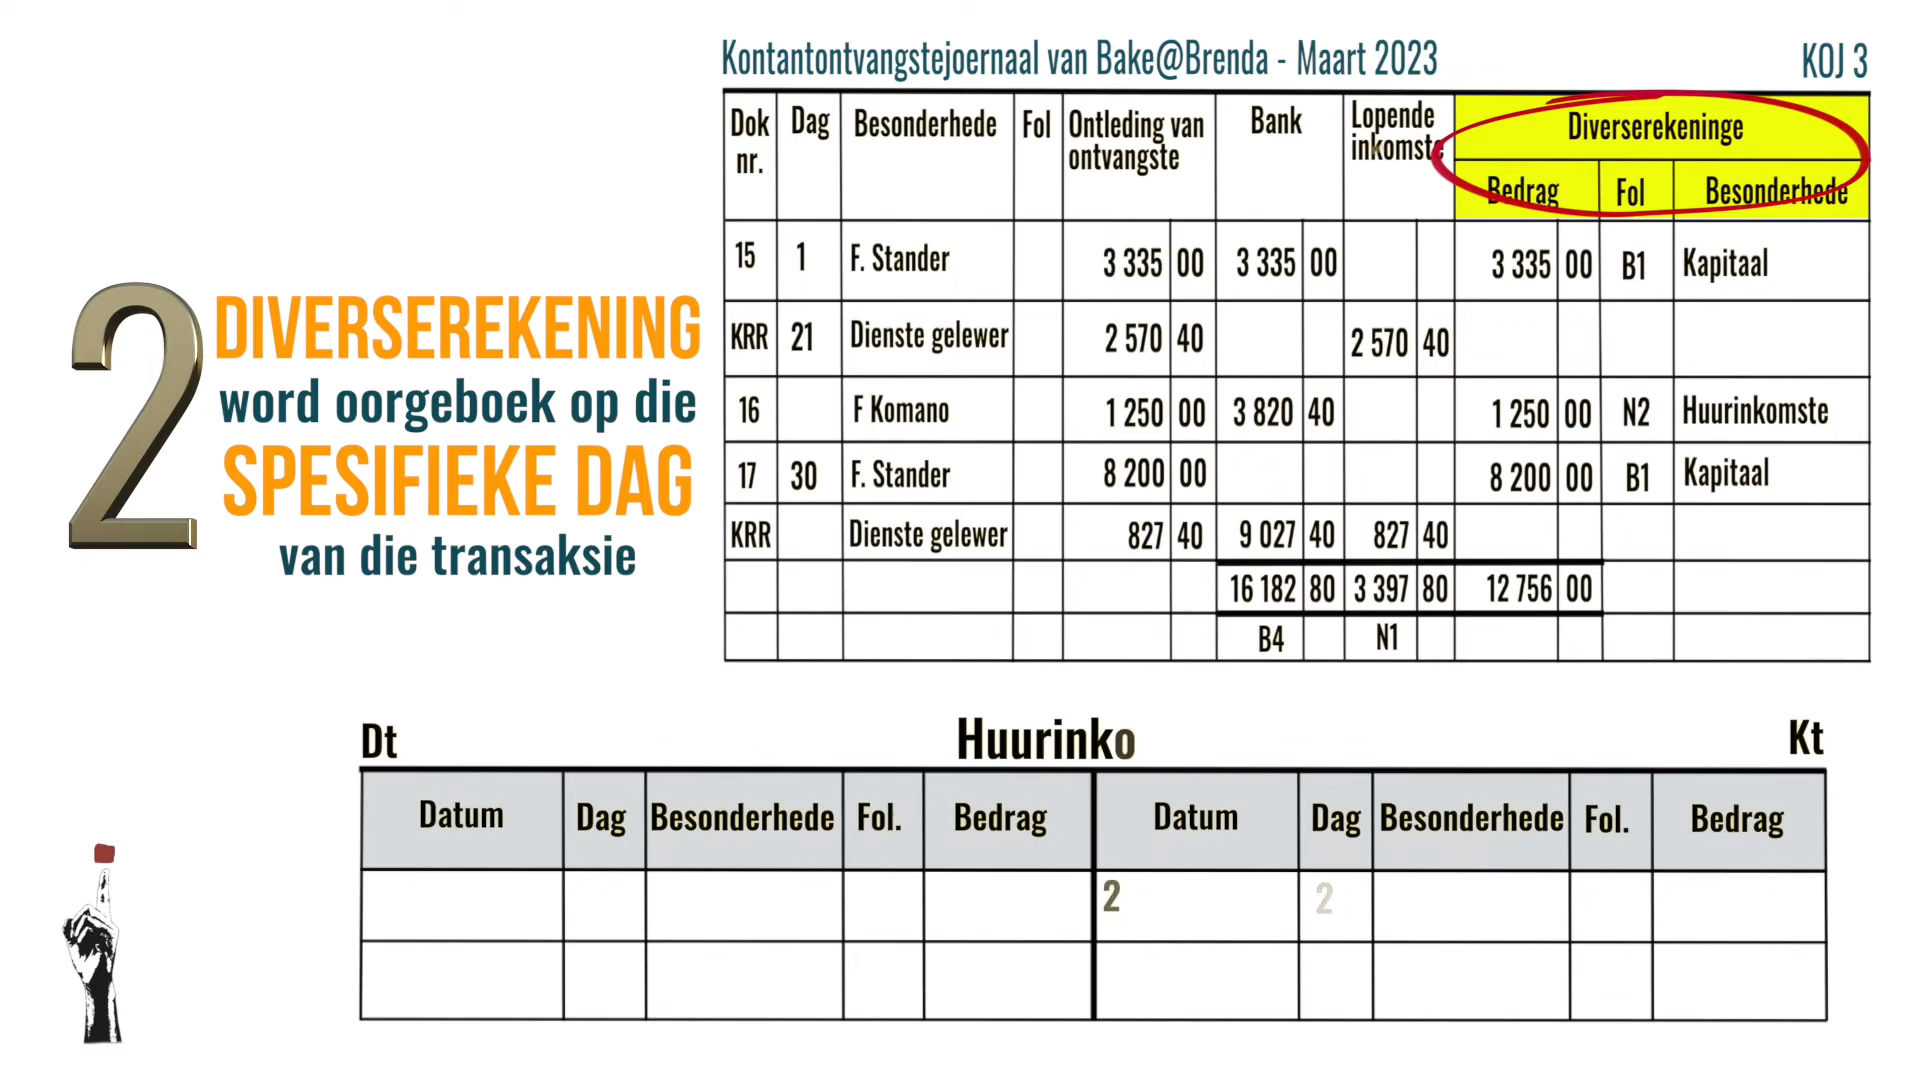 Kontantontvangstejoernaal van Bake@Brenda - Maart 2023 KOJ 3
Dok nr. Dag Besonderhede Fol Ontleding van ontvangste Bank Lopende inkomste Diverserekeninge
Bedrag Fol Besonderhede
15 1 F. Stander 3 335 00 3 335 00 3 335 00 B1 Kapitaal
KRR 21 Dienste gelewer 2 570 40 2 570 40
16 F Komano 1 250 00 3 820 40 1 250 00 N2 Huurinkomste
17 30 F. Stander 8 200 00 8 200 00 B1 Kapitaal
KRR Dienste gelewer 827 40 9 027 40 827 40
16 182 80 3 397 80 12 756 00
B4 N1
2
DIVERSEREKENING
word oorgeboek op die
SPESIFIEKE DAG
van die transaksie
Dt Huurinko Kt
Datum Dag Besonderhede Fol. Bedrag Datum Dag Besonderhede Fol. Bedrag
2 2